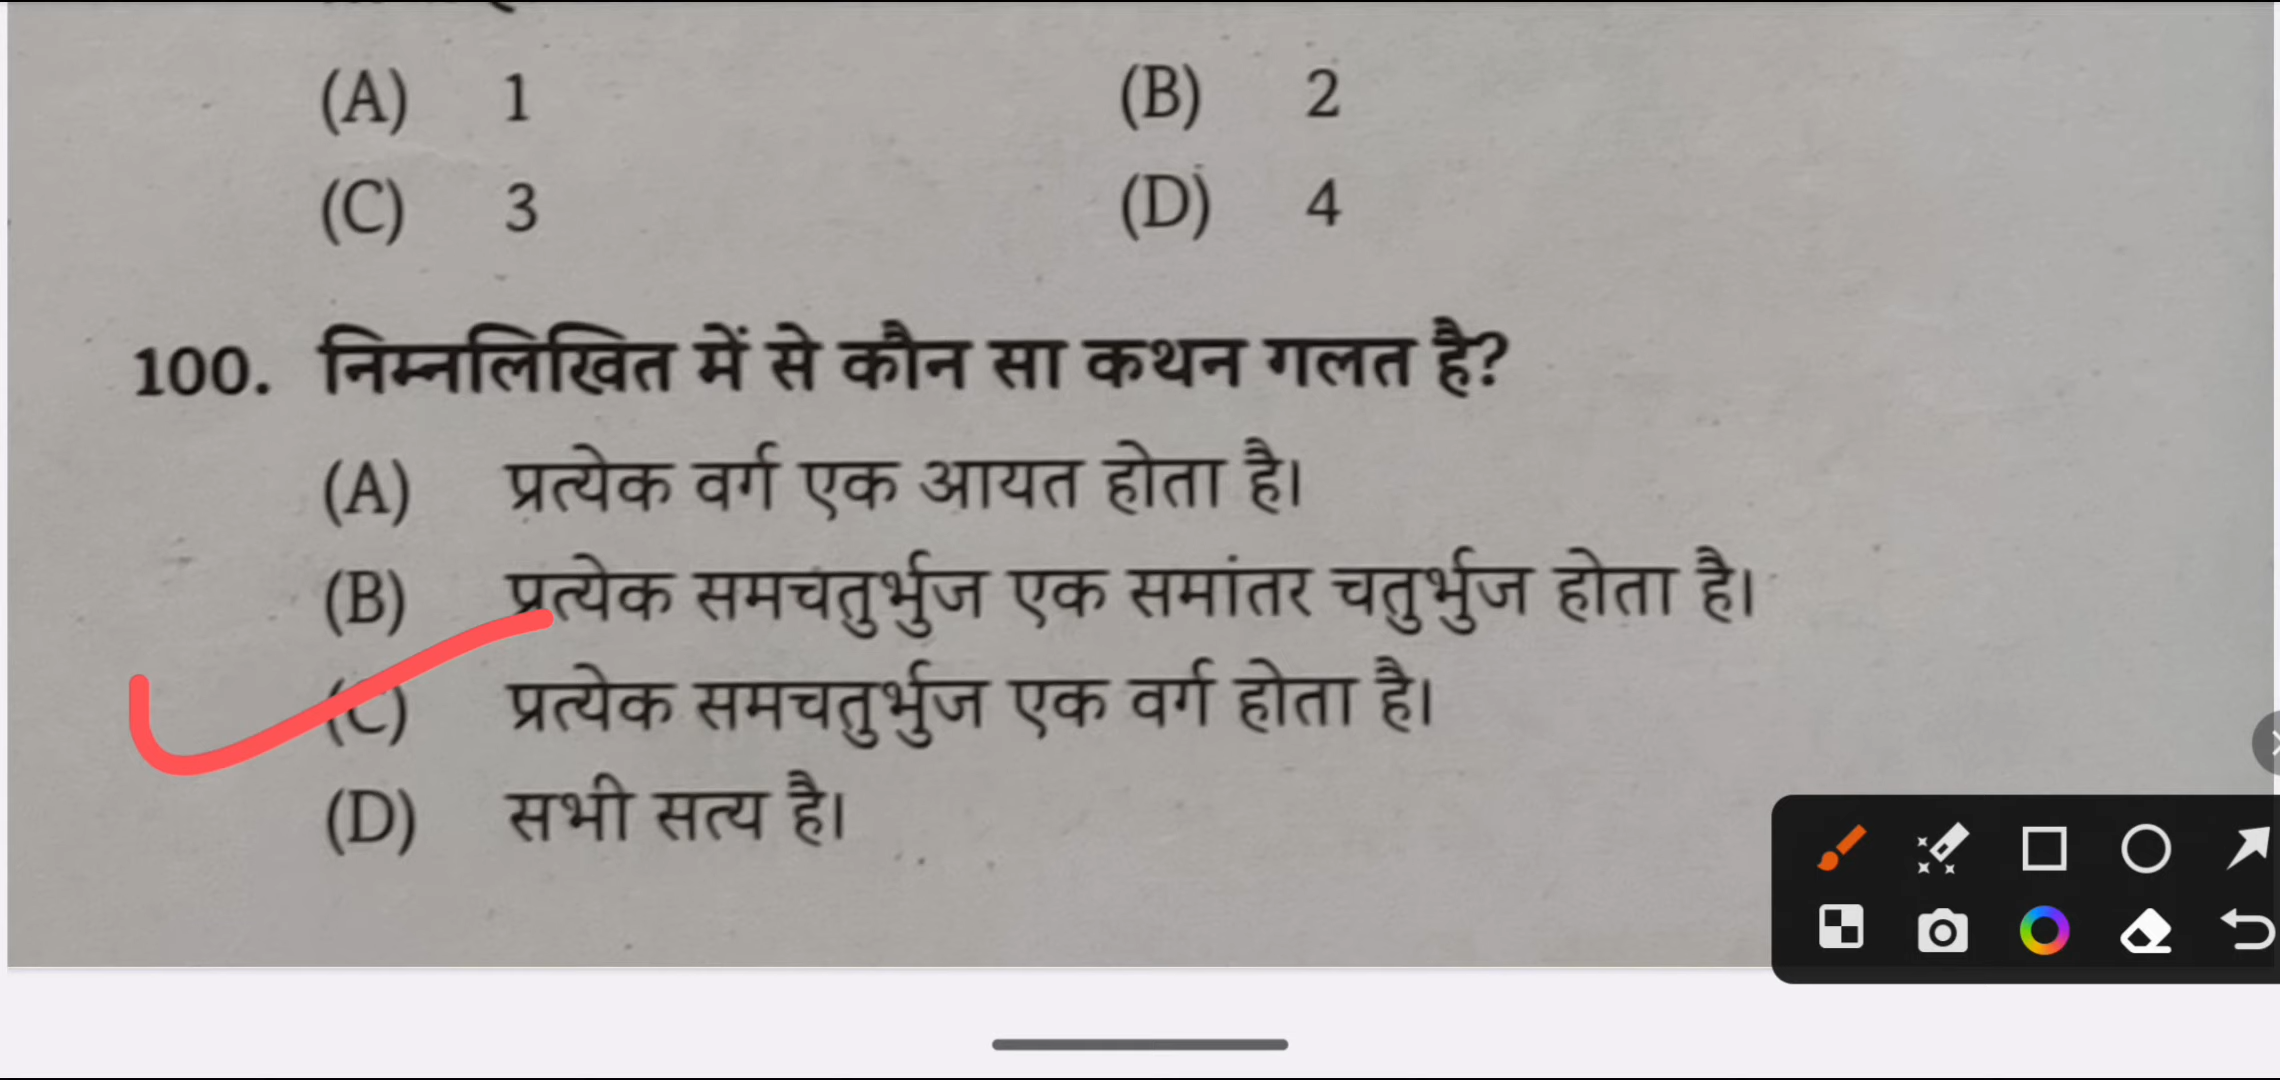 (A) 1 (B) 2
(C) 3 (D) 4
100. निम्नलिखित में से कौन सा कथन गलत है?
(A) प्रत्येक वर्ग एक आयत होता है।
(B) प्रत्येक समचतुर्भुज एक समांतर चतुर्भुज होता है।
(C) प्रत्येक समचतुर्भुज एक वर्ग होता है।
(D) सभी सत्य है।